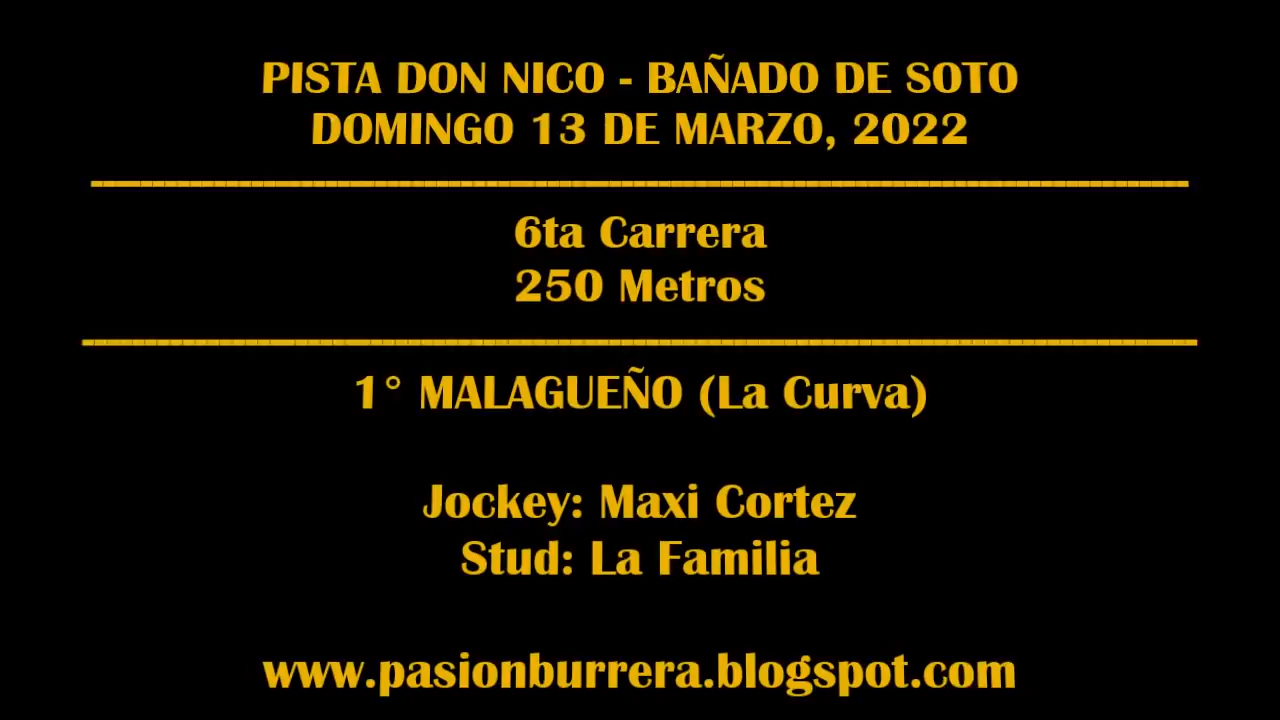 PISTA DON NICO - BAÑADO DE SOTO
DOMINGO 13 DE MARZO, 2022
6ta Carrera
250 Metros
1° MALAGUEÑO (La Curva)
Jockey: Maxi Cortez
Stud: La Familia
www.pasionburrera.blogspot.com